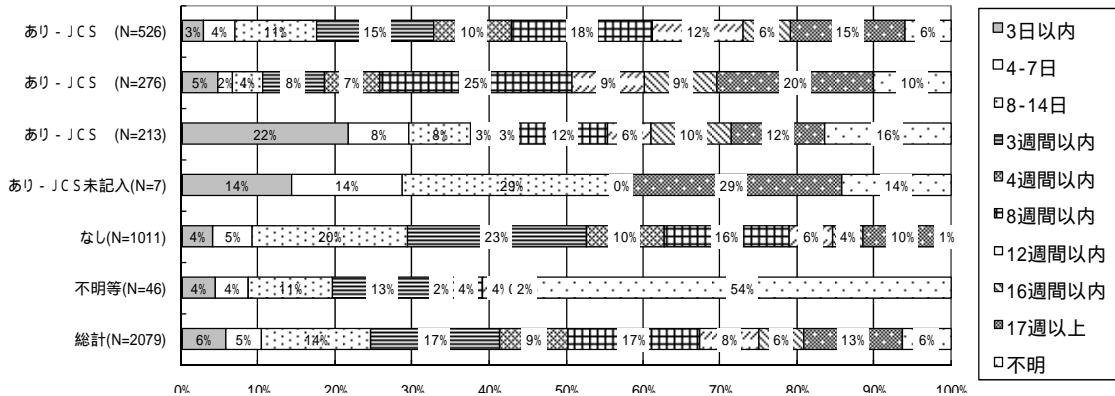 あり - JCS (N=526) 3% 4% 11% 15% 10% 18% 12% 6% 15% 6%
あり - JCS (N=276) 5% 2% 4% 8% 7% 25% 9% 9% 20% 10%
あり - JCS (N=213) 22% 8% 8% 3% 3% 12% 6% 10% 12% 16%
あり - JCS未記入(N=7) 14% 14% 29% 0% 29% 14%
なし(N=1011) 4% 5% 20% 23% 10% 16% 6% 4% 10% 1%
不明等(N=46) 4% 4% 11% 13% 2% 4% 4% 2% 54%
総計(N=2079) 6% 5% 14% 17% 9% 17% 8% 6% 13% 6%
0% 10% 20% 30% 40% 50% 60% 70% 80% 90% 100%
3日以内
4-7日
8-14日
3週間以内
4週間以内
8週間以内
12週間以内
16週間以内
17週以上
不明